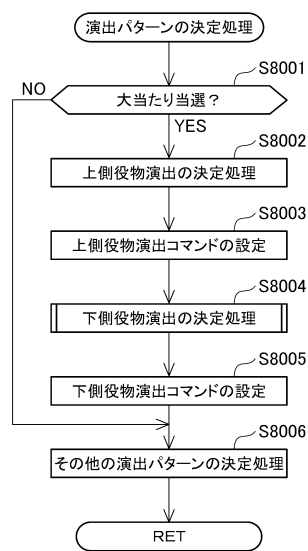 演出パターンの決定処理
S8001
大当たり当選？
NO
YES
S8002
上側役物演出の決定処理
S8003
上側役物演出コマンドの設定
S8004
下側役物演出の決定処理
S8005
下側役物演出コマンドの設定
S8006
その他の演出パターンの決定処理
RET